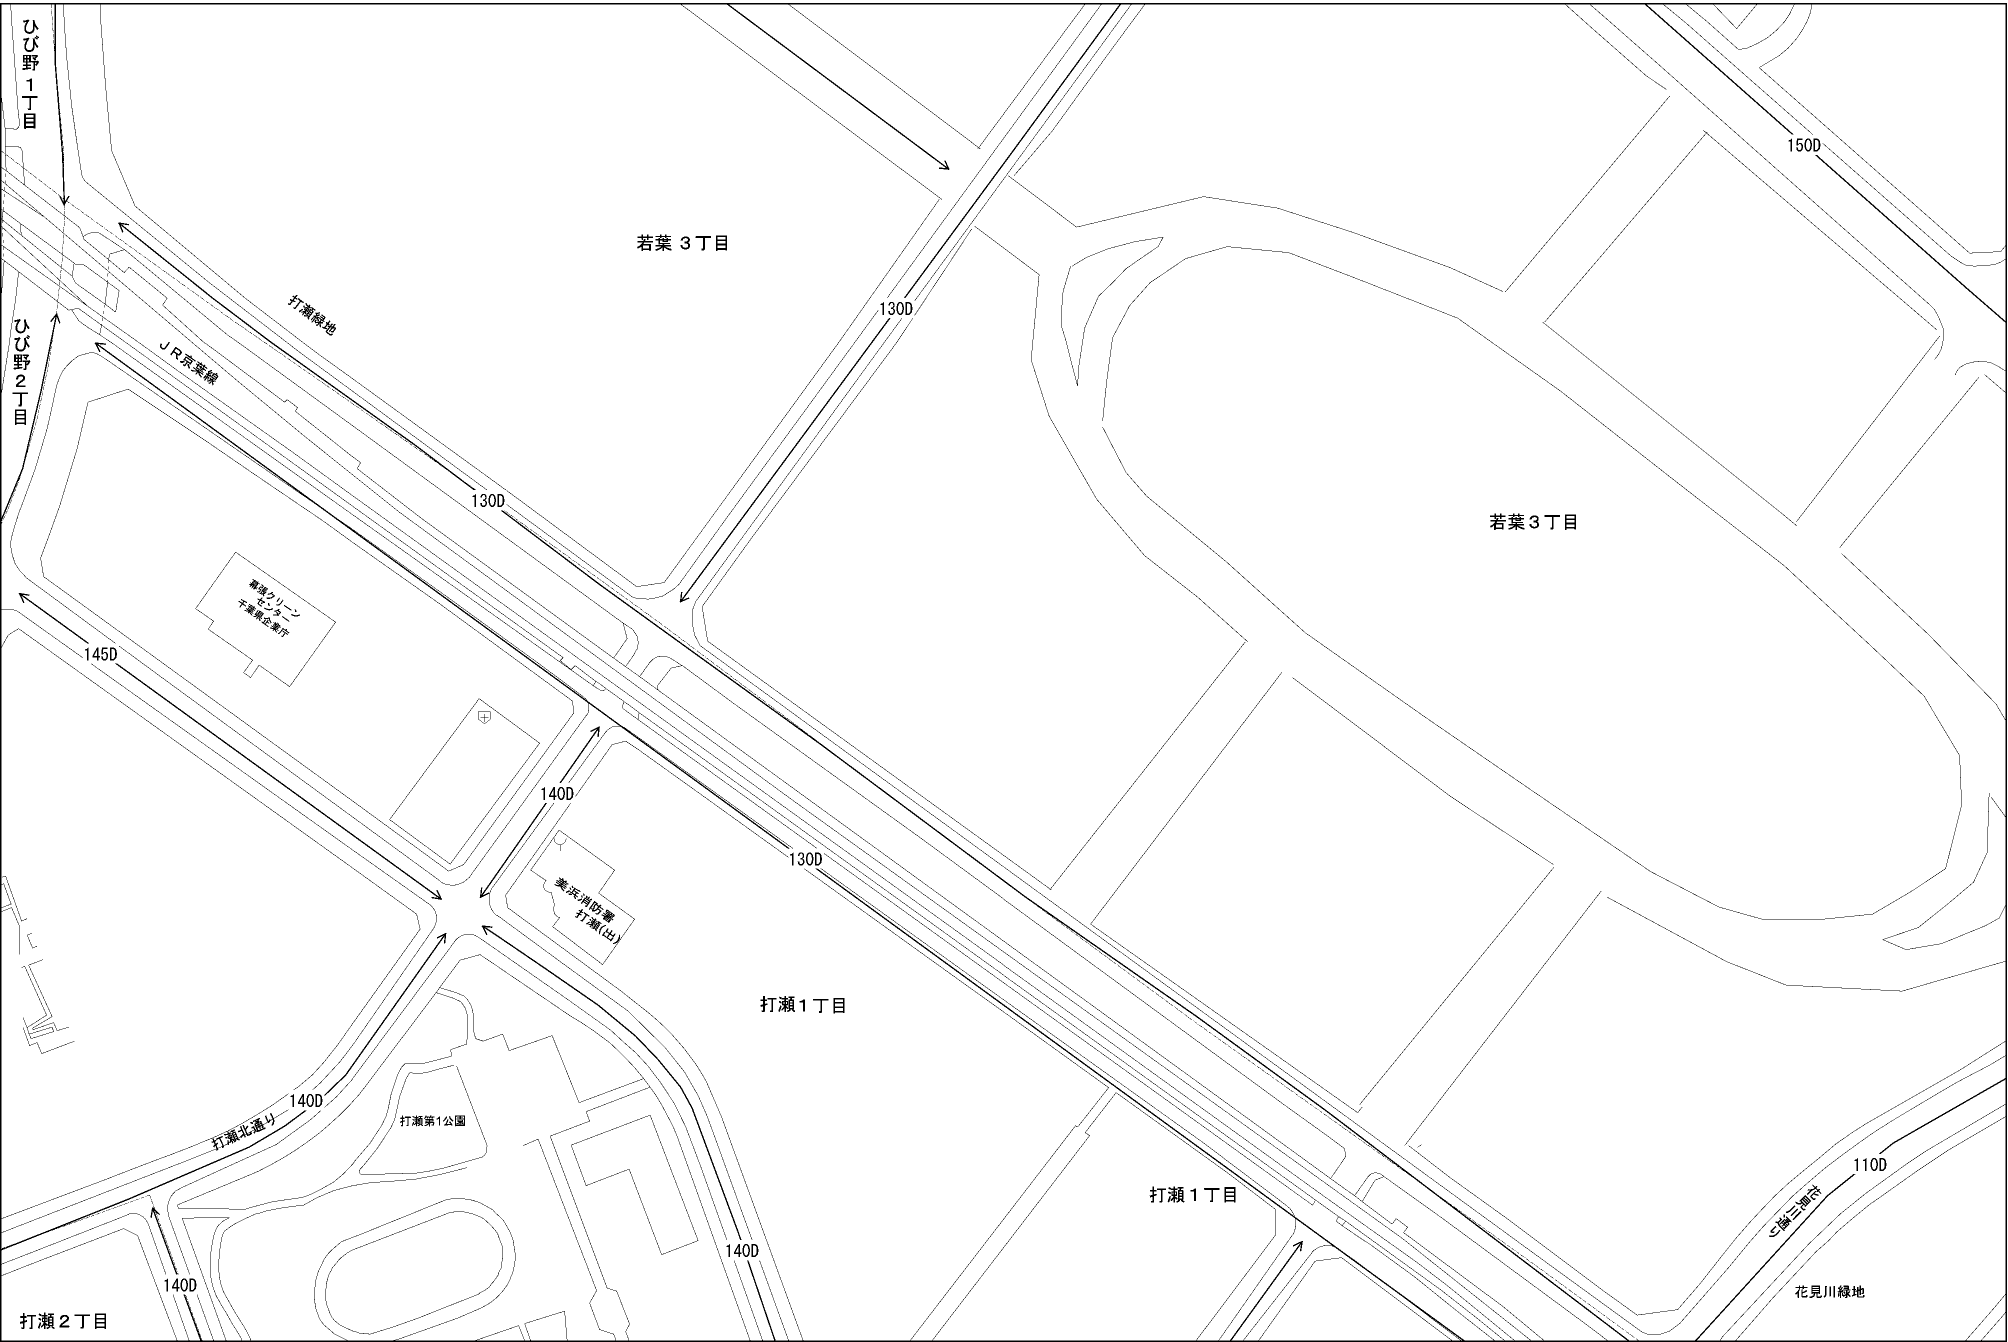 ひび野１丁目
150D
若葉 ３丁目
打瀬緑地
130D
ひび野２丁目
ＪＲ京葉線
130D
若葉３丁目
幕張クリーン
センター
千葉県企業庁
145D
140D
130D
美浜消防署
打瀬(出)
打瀬１丁目
140D
打瀬第1公園
打瀬北通り
110D
打瀬１丁目
花見川通り
140D
140D
花見川緑地
打瀬２丁目